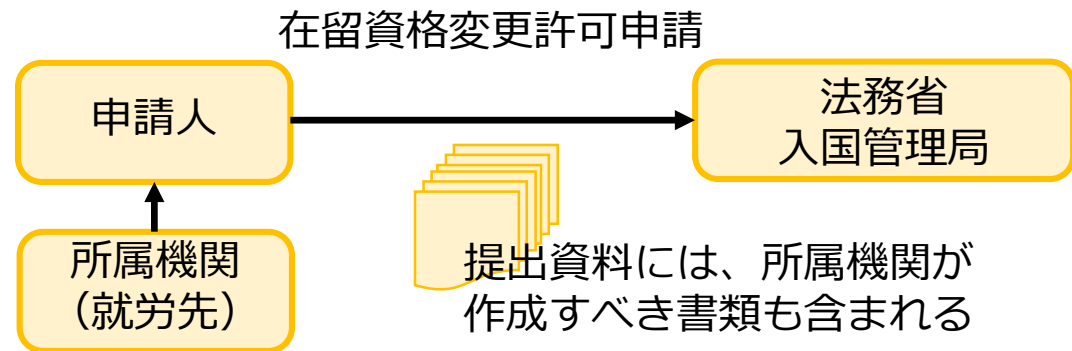 在留資格変更許可申請
申請人
法務省
入国管理局
所属機関
（就労先）
提出資料には、所属機関が
作成すべき書類も含まれる